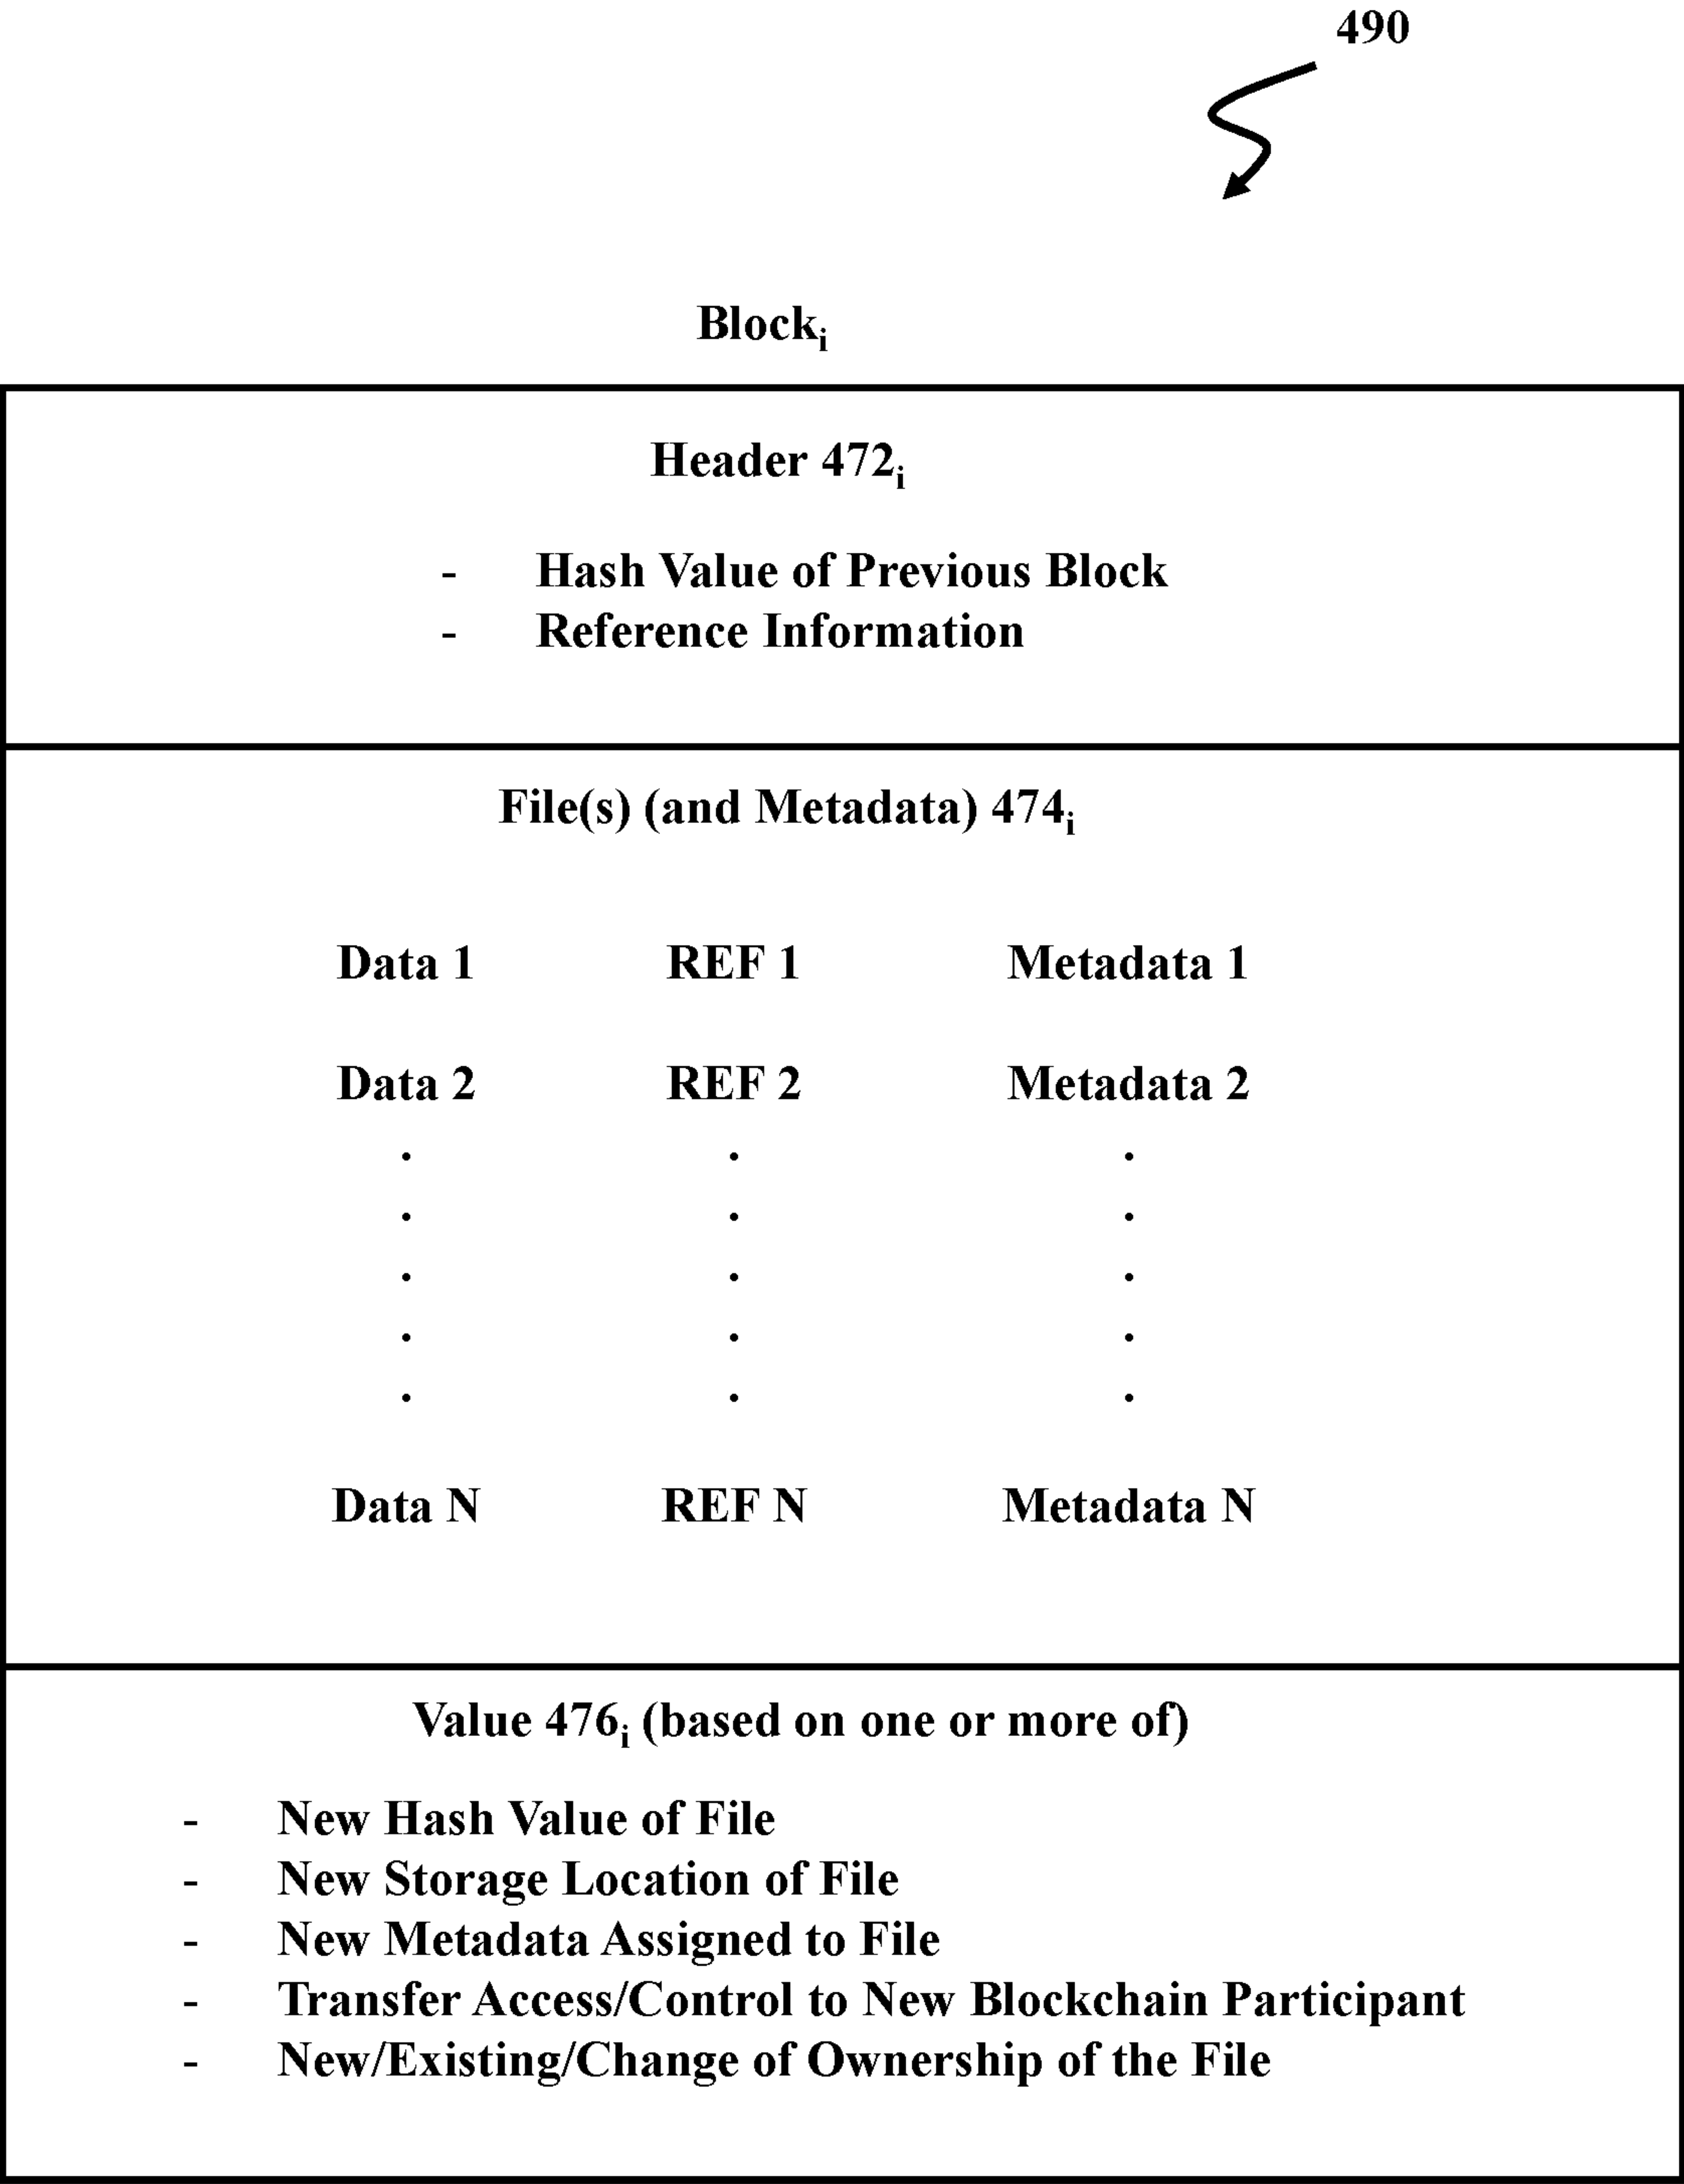 490
Blockᵢ
Header 472ᵢ
- Hash Value of Previous Block
- Reference Information
File(s) (and Metadata) 474ᵢ
Data 1 REF 1 Metadata 1
Data 2 REF 2 Metadata 2
. . .
. . .
. . .
. . .
. . .
Data N REF N Metadata N
Value 476ᵢ (based on one or more of)
- New Hash Value of File
- New Storage Location of File
- New Metadata Assigned to File
- Transfer Access/Control to New Blockchain Participant
- New/Existing/Change of Ownership of the File